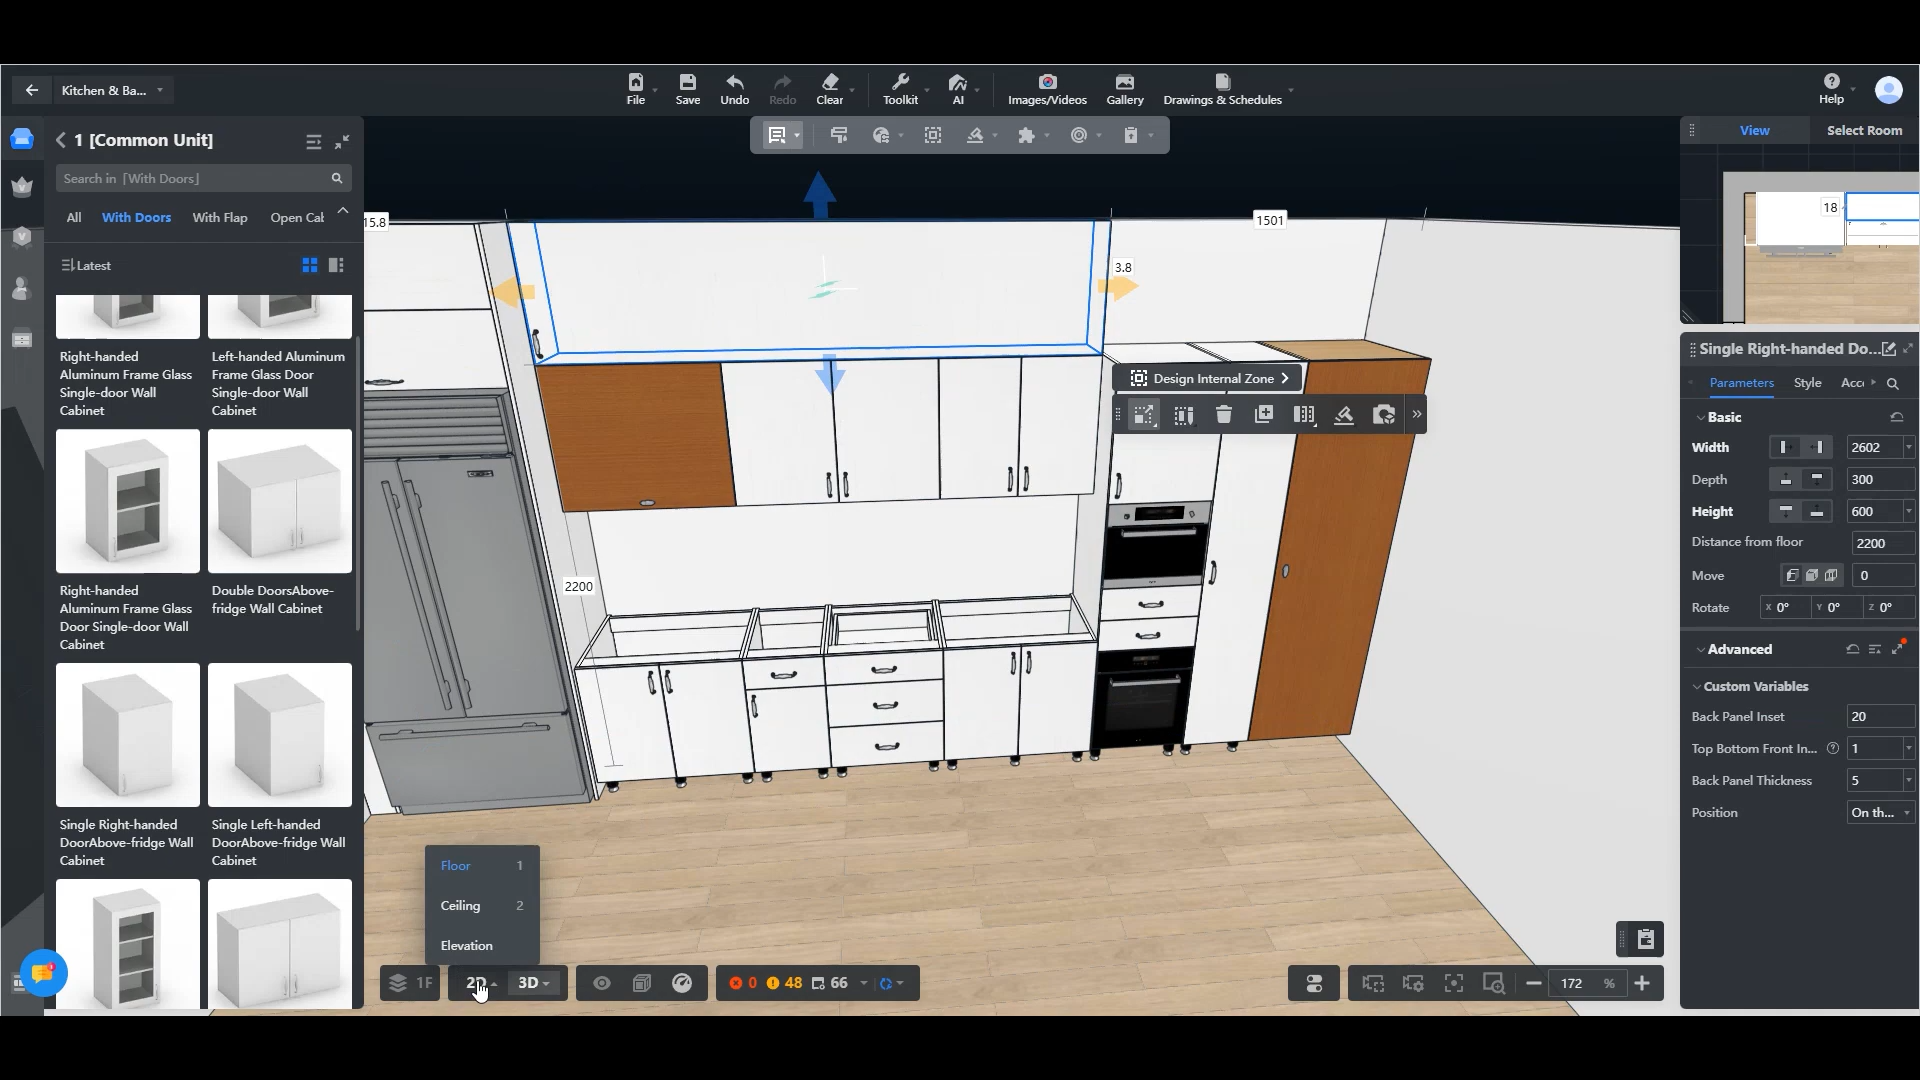 Kitchen & Ba...
File
Save
Undo
Redo
Clear
Toolkit
AI
Images/Videos
Gallery
Drawings & Schedules
Help
1 [Common Unit]
Search in [With Doors]
All
With Doors
With Flap
Open Cat
Latest
Right-handed
Aluminum Frame Glass
Single-door Wall
Cabinet
Left-handed Aluminum
Frame Glass Door
Single-door Wall
Cabinet
Right-handed
Aluminum Frame Glass
Door Single-door Wall
Cabinet
Double DoorsAbove-
fridge Wall Cabinet
Single Right-handed
DoorAbove-fridge Wall
Cabinet
Single Left-handed
DoorAbove-fridge Wall
Cabinet
15.8
1501
3.8
2200
Design Internal Zone
Floor 1
Ceiling 2
Elevation
1F
2D
3D
0
48
66
172 %
View
Select Room
18
Single Right-handed Do...
Parameters
Style
Acc
Basic
Width 2602
Depth 300
Height 600
Distance from floor 2200
Move 0
Rotate X 0° Y 0° Z 0°
Advanced
Custom Variables
Back Panel Inset 20
Top Bottom Front In... 1
Back Panel Thickness 5
Position On th...